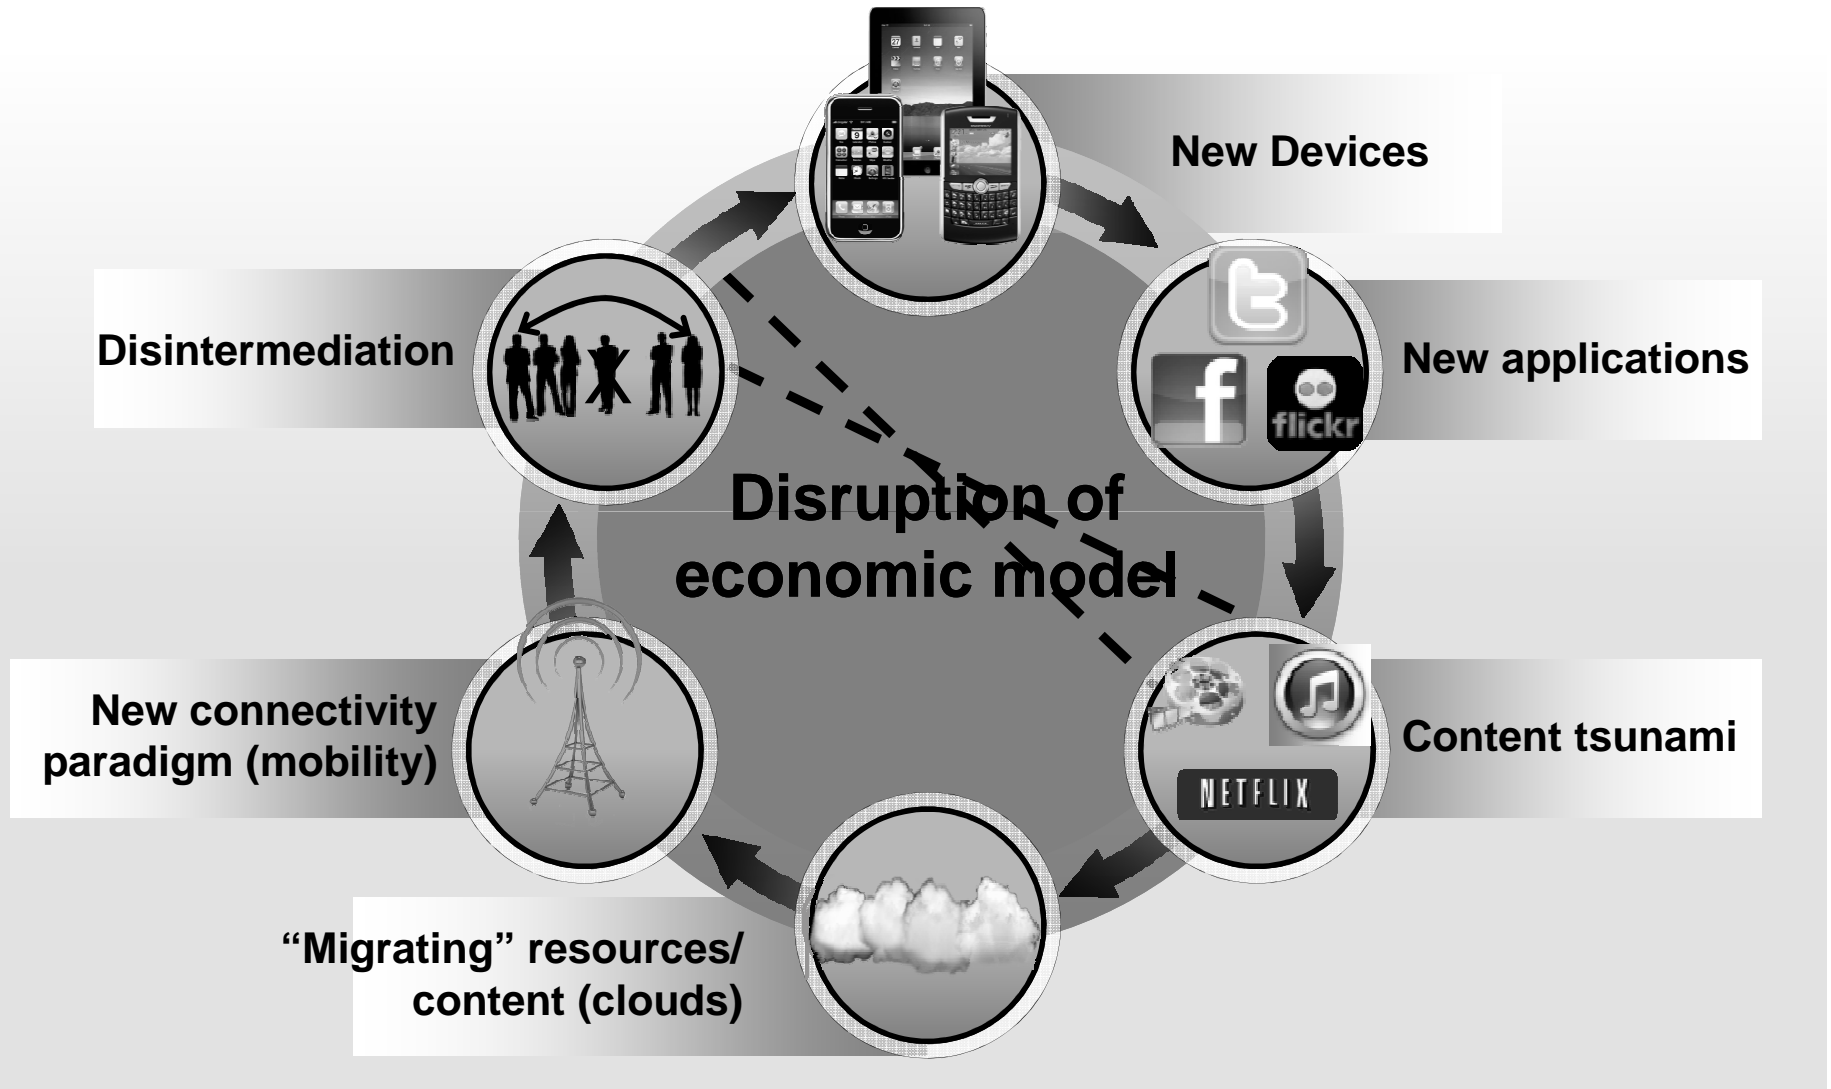 New Devices
New applications
flickr
Disintermediation
Disruption of
economic model
Content tsunami
NETFLIX
New connectivity
paradigm (mobility)
“Migrating” resources/
content (clouds)